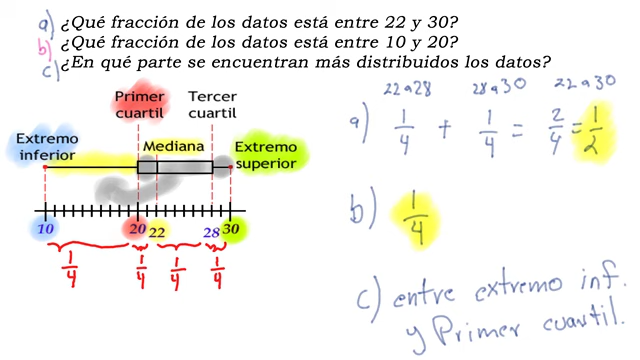 a) ¿Qué fracción de los datos está entre 22 y 30?
b) ¿Qué fracción de los datos está entre 10 y 20?
c) ¿En qué parte se encuentran más distribuidos los datos?
Primer cuartil
Tercer cuartil
Extremo inferior
Mediana
Extremo superior
10 20 22 28 30
1/4 1/4 1/4 1/4
22 a 28 28 a 30 22 a 30
a) 1/4 + 1/4 = 2/4 = 1/2
b) 1/4
c) entre extremo inf.
y Primer cuartil.